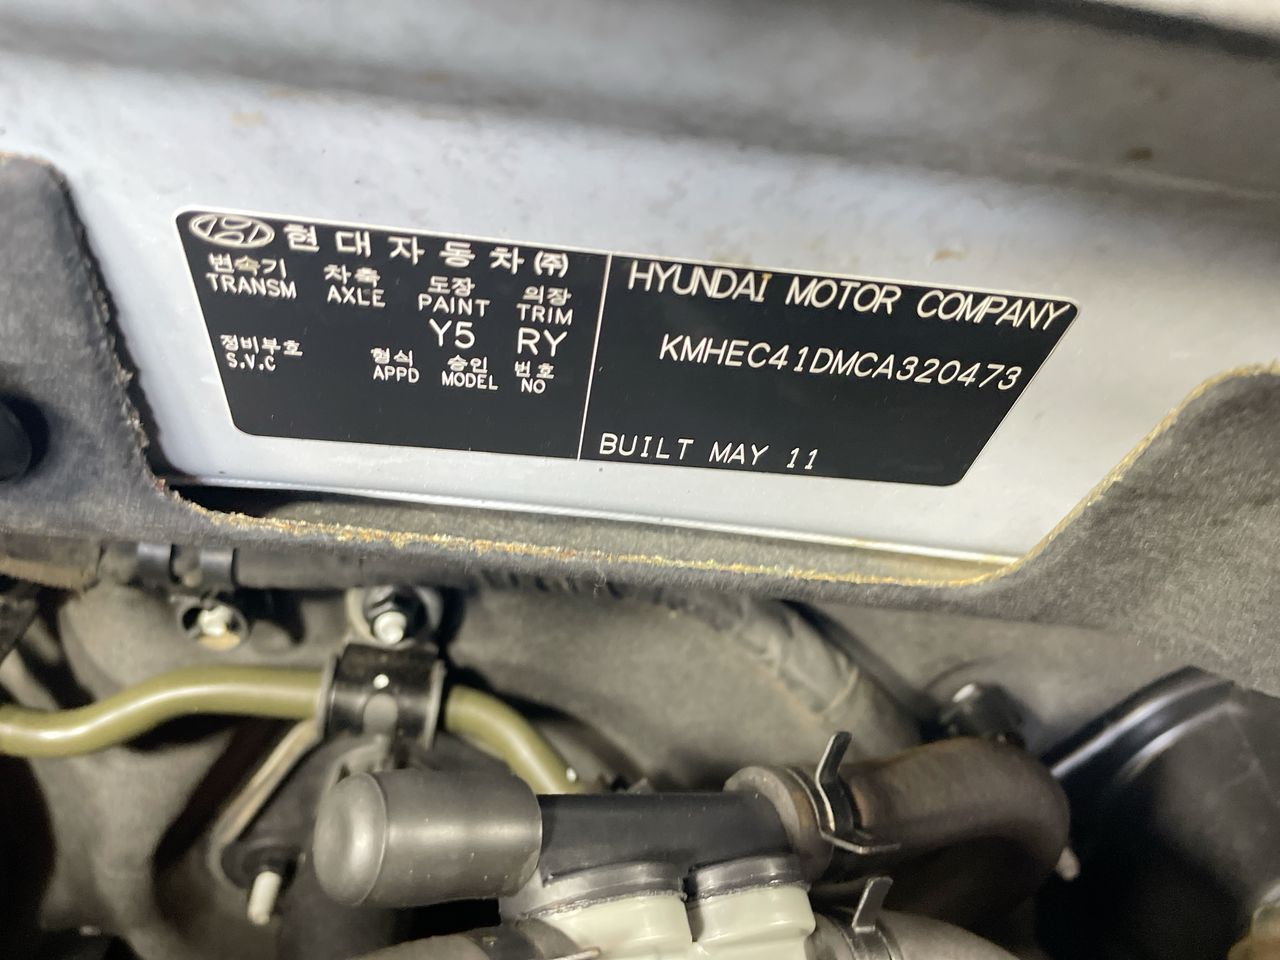 현대자동차(주)
변속기 차축 도장 의장
TRANSM AXLE PAINT TRIM
Y5 RY
정비부호 형식 승인 번호
S.V.C APPD MODEL NO
HYUNDAI MOTOR COMPANY
KMHEC41DMCA320473
BUILT MAY 11